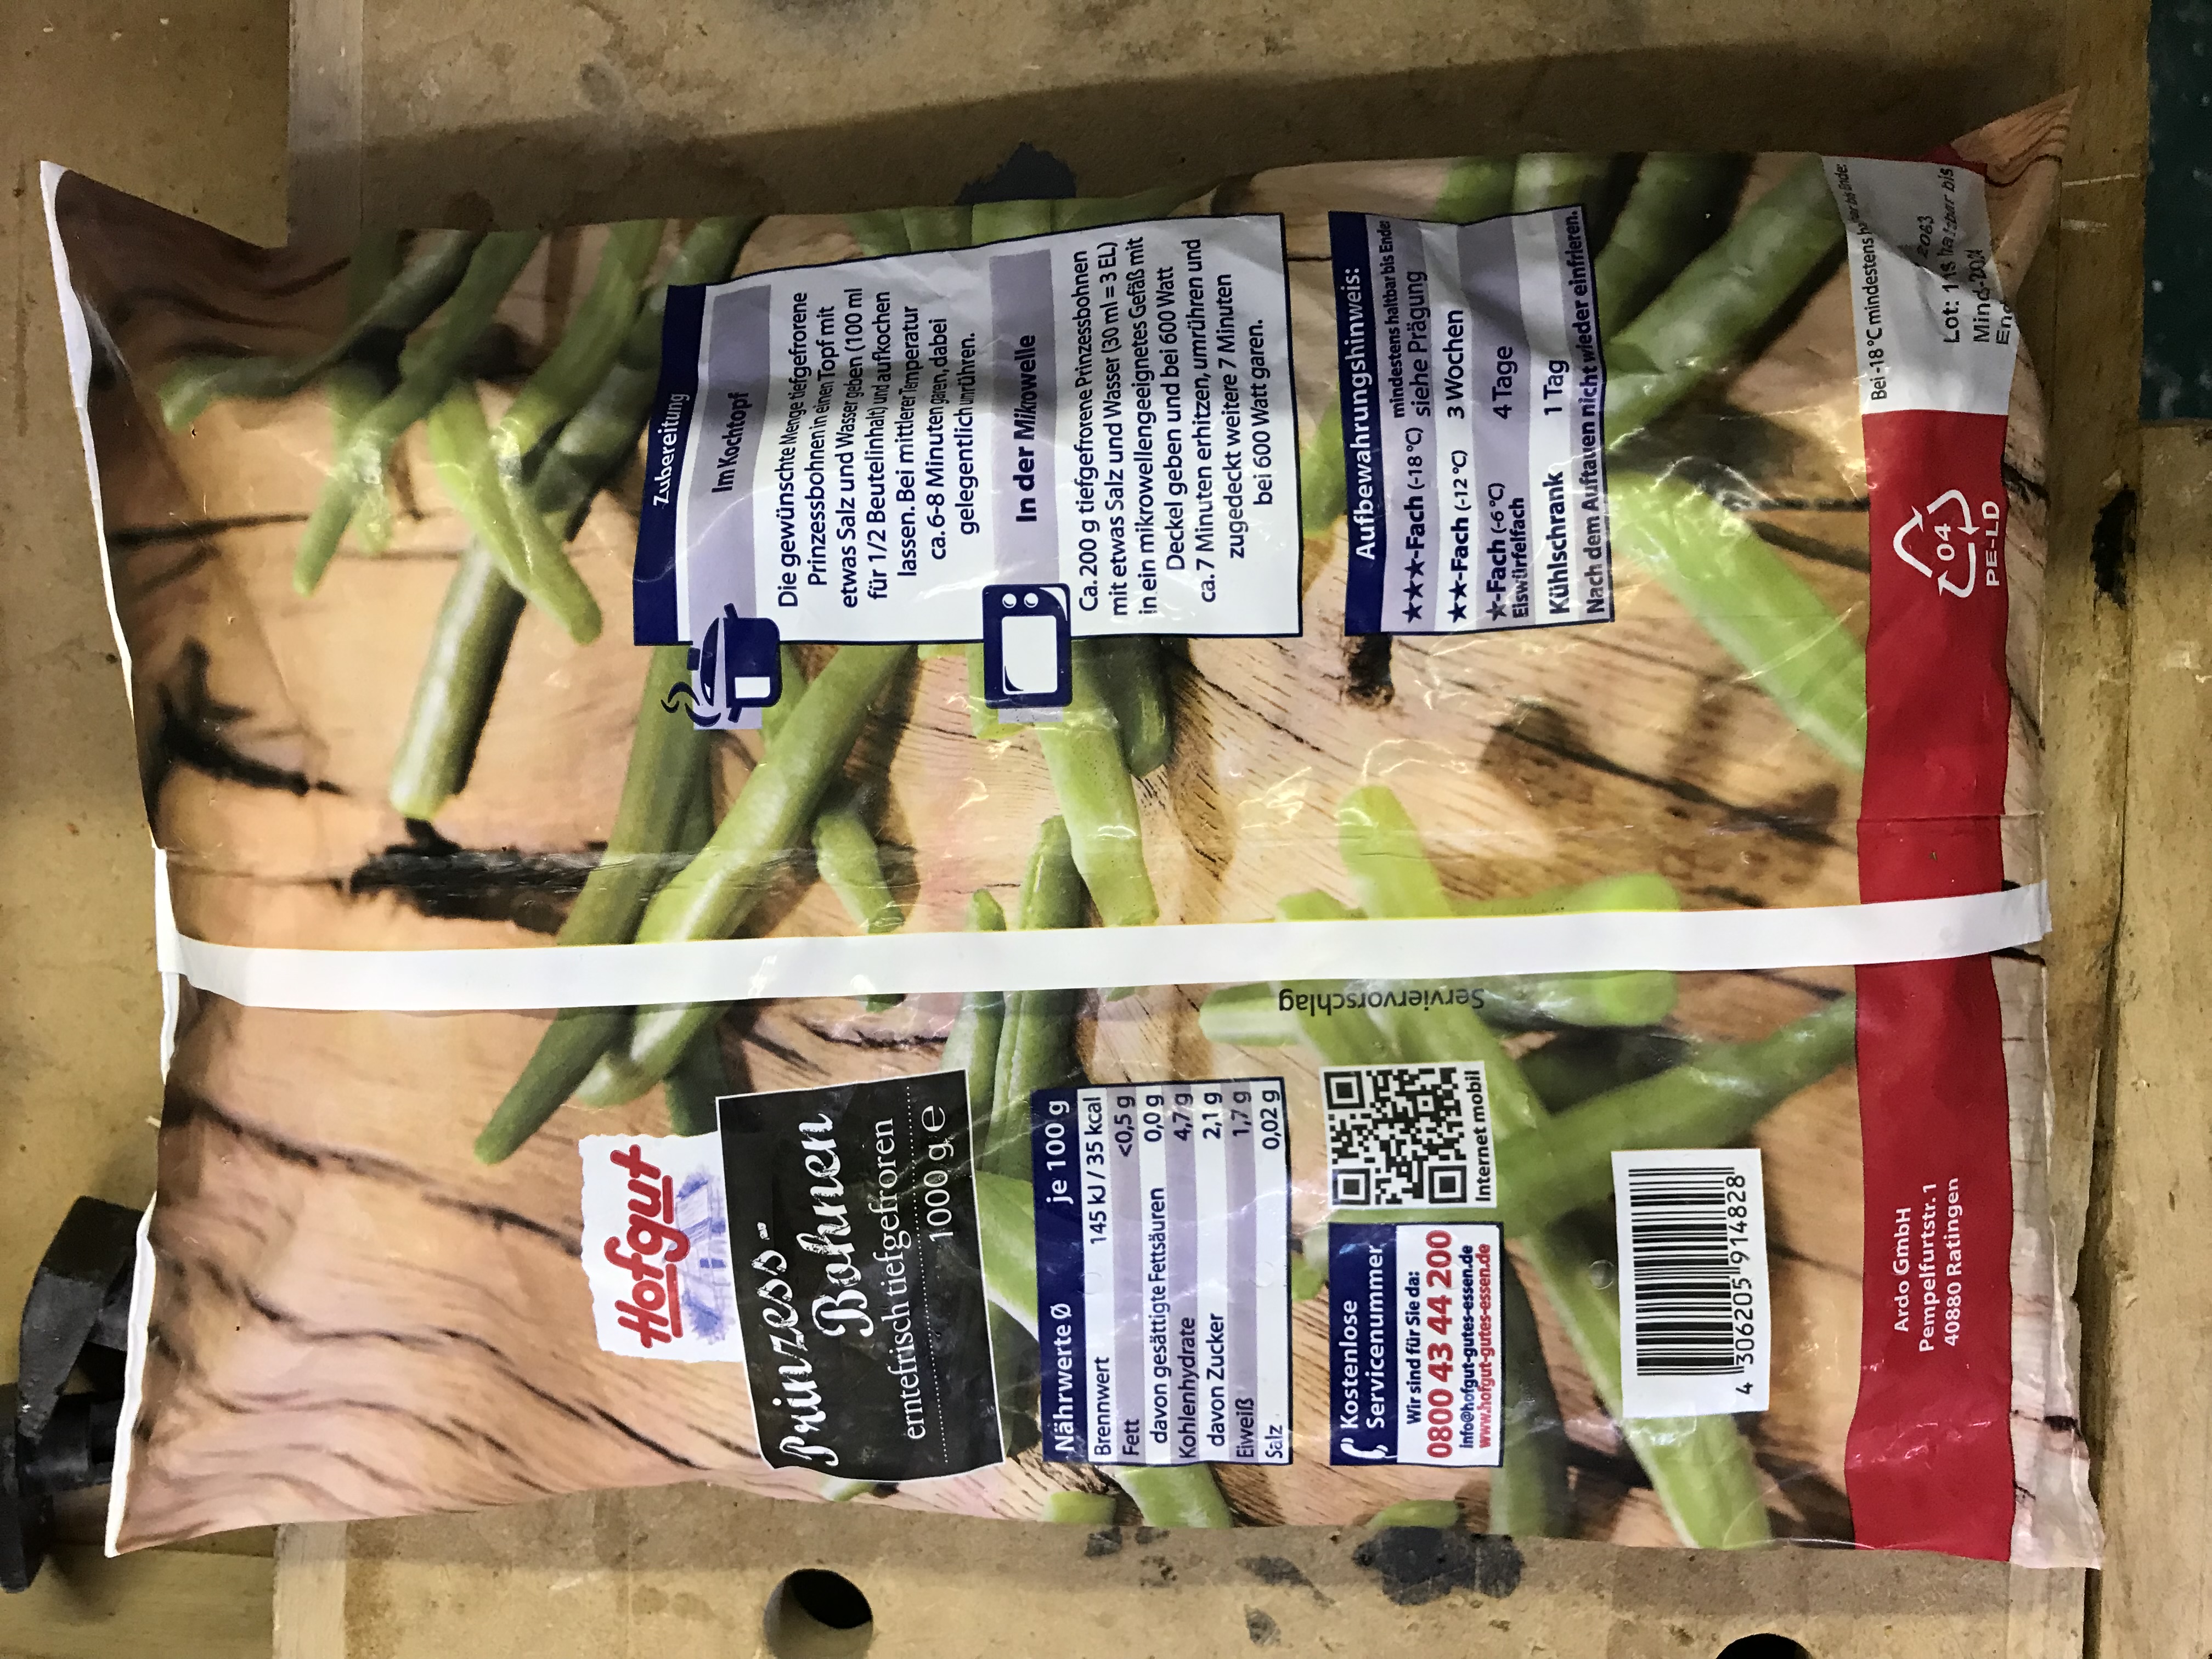 Hofgut
Prinzess-
Bohnen
erntefrisch tiefgefroren
1000 g e
Nährwerte Ø je 100 g
Brennwert 145 kJ / 35 kcal
Fett <0,5 g
davon gesättigte Fettsäuren 0,0 g
Kohlenhydrate 4,7 g
davon Zucker 2,1 g
Eiweiß 1,7 g
Salz 0,02 g
Kostenlose
Servicenummer
Wir sind für Sie da:
0800 43 44 200
info@hofgut-gutes-essen.de
www.hofgut-gutes-essen.de
Internet mobil
Serviervorschlag
4 306205 914828
Ardo GmbH
Pempelfurtstr. 1
40880 Ratingen
Zubereitung
Im Kochtopf
Die gewünschte Menge tiefgefrorene
Prinzessbohnen in einen Topf mit
etwas Salz und Wasser geben (100 ml
für 1/2 Beutelinhalt) und aufkochen
lassen. Bei mittlerer Temperatur
ca. 6-8 Minuten garen, dabei
gelegentlich umrühren.
In der Mikrowelle
Ca. 200 g tiefgefrorene Prinzessbohnen
mit etwas Salz und Wasser (30 ml = 3 EL)
in ein mikrowellengeeignetes Gefäß mit
Deckel geben und bei 600 Watt
ca. 7 Minuten erhitzen, umrühren und
zugedeckt weitere 7 Minuten
bei 600 Watt garen.
Aufbewahrungshinweis:
★★★-Fach (-18 °C) mindestens haltbar bis Ende:
siehe Prägung
★★-Fach (-12 °C) 3 Wochen
★-Fach (-6 °C) 4 Tage
Eiswürfelfach
Kühlschrank 1 Tag
Nach dem Auftauen nicht wieder einfrieren.
04
PE-LD
Bei -18 °C mindestens haltbar bis Ende:
2063
Lot: bis